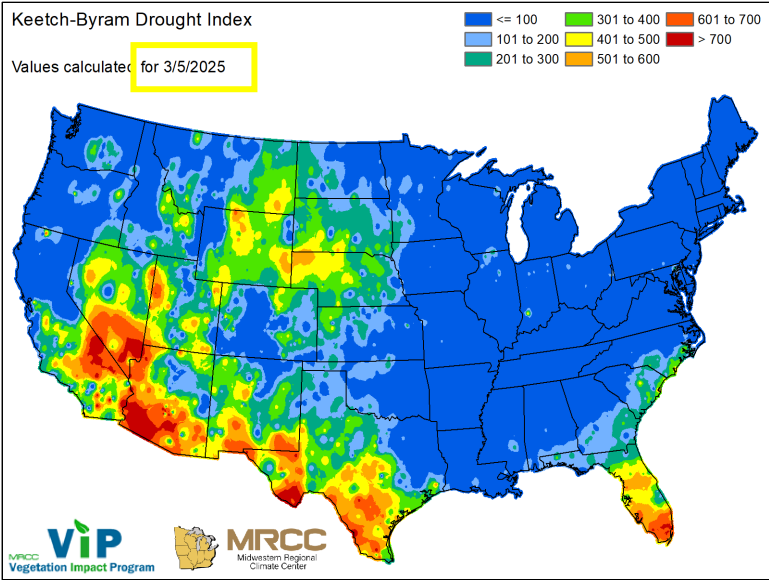 Keetch-Byram Drought Index
Values calculated for 3/5/2025
<= 100
101 to 200
201 to 300
301 to 400
401 to 500
501 to 600
601 to 700
> 700
ViP
MRCC
Vegetation Impact Program
MRCC
Midwestern Regional
Climate Center